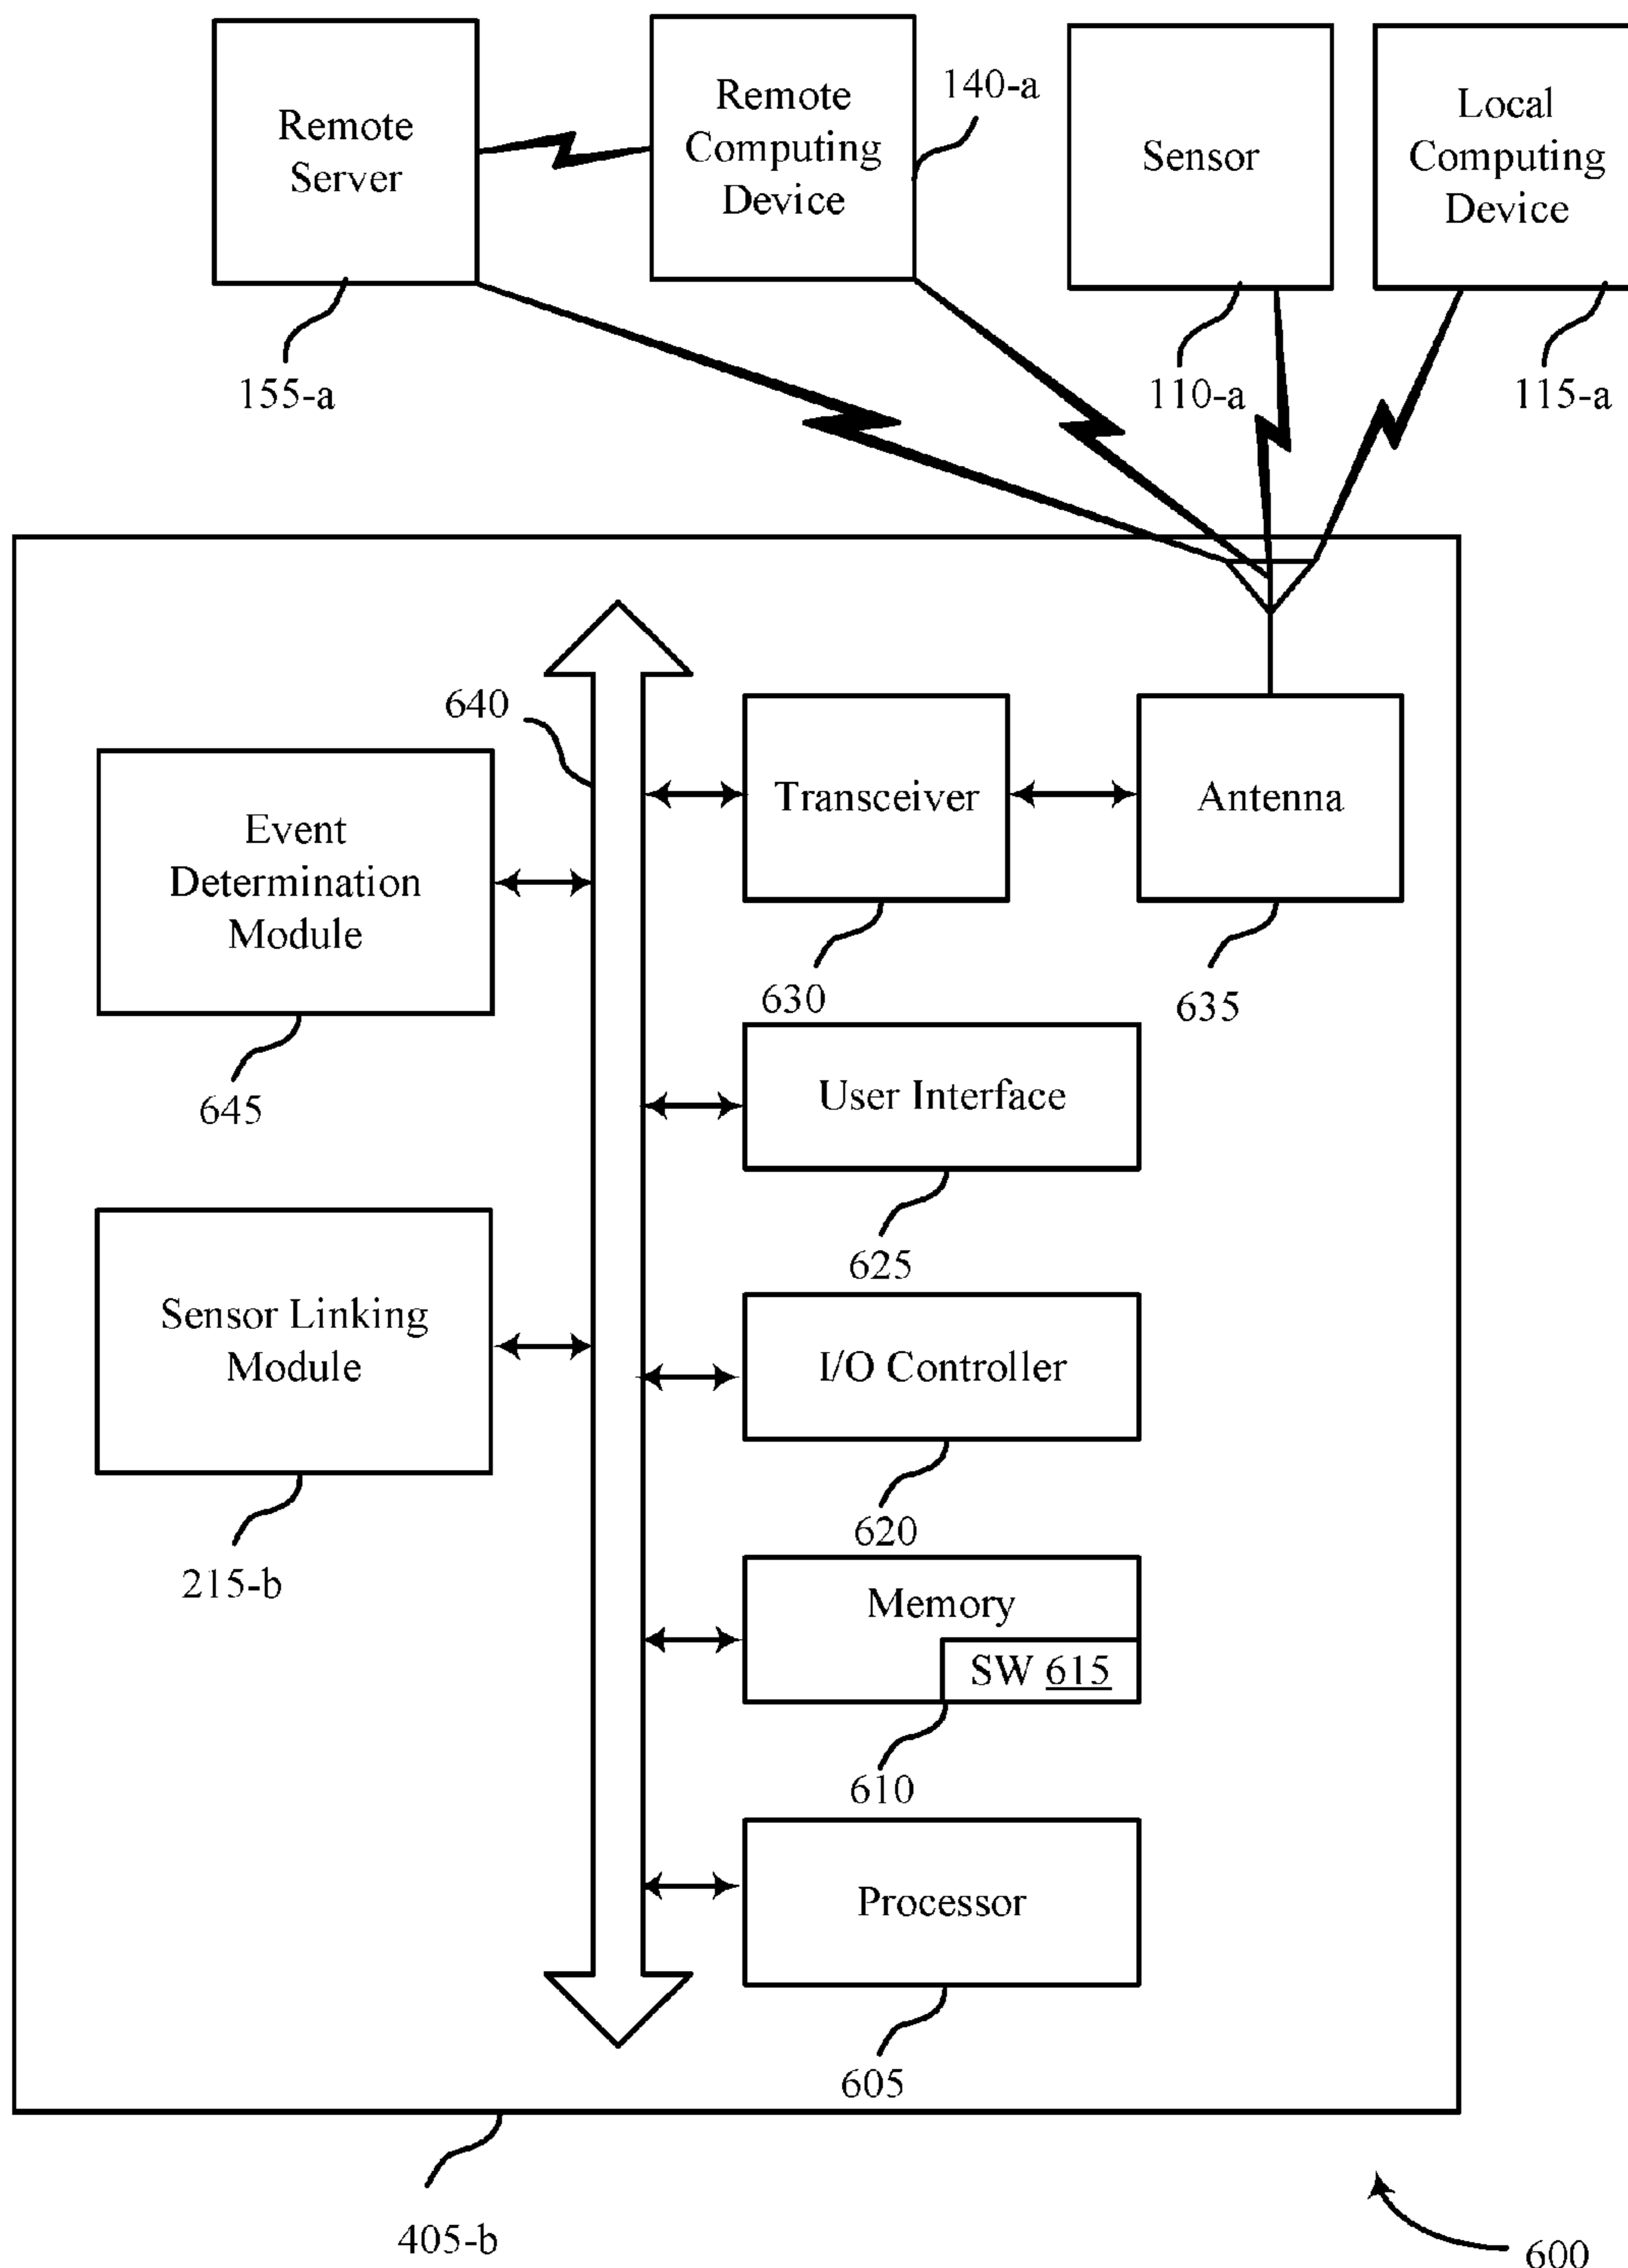 Remote
Server
155-a
Remote
Computing
Device
140-a
Sensor
110-a
Local
Computing
Device
115-a
640
Event
Determination
Module
645
Transceiver
630
Antenna
635
User Interface
625
Sensor Linking
Module
215-b
I/O Controller
620
Memory
SW 615
610
Processor
605
405-b
600